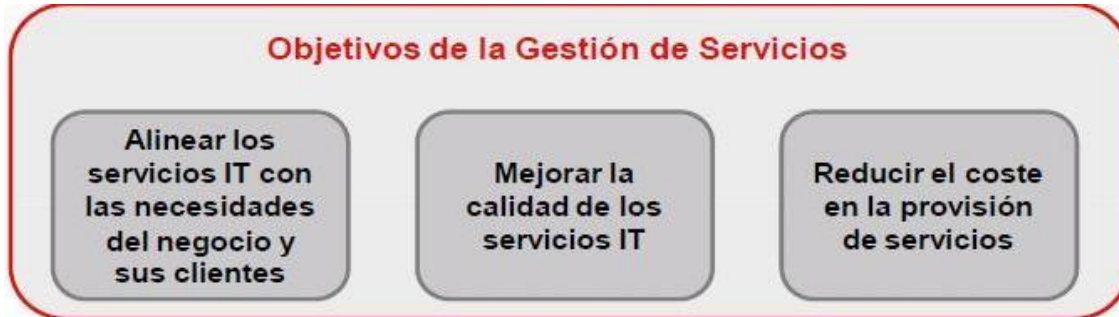 Objetivos de la Gestión de Servicios
Alinear los
servicios IT con
las necesidades
del negocio y
sus clientes
Mejorar la
calidad de los
servicios IT
Reducir el coste
en la provisión
de servicios